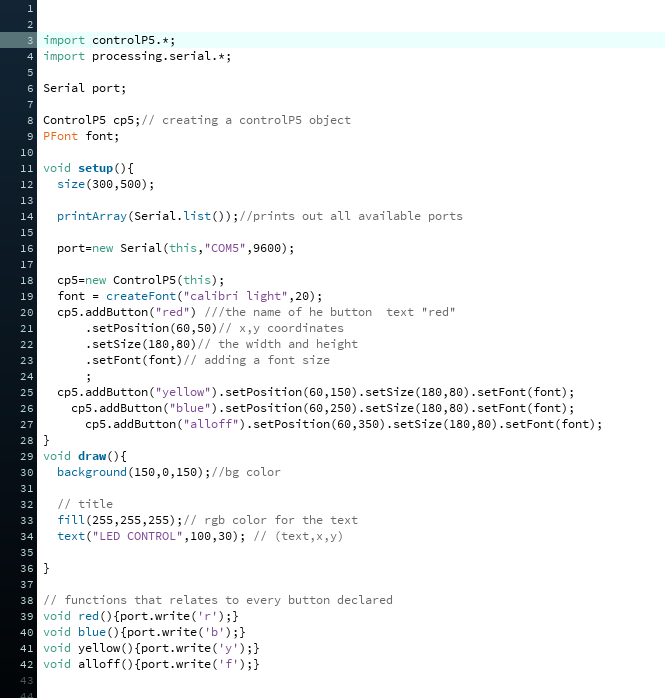 1
2
3 import controlP5.*;
4 import processing.serial.*;
5
6 Serial port;
7
8 ControlP5 cp5;// creating a controlP5 object
9 PFont font;
10
11 void setup(){
12   size(300,500);
13
14   printArray(Serial.list());//prints out all available ports
15
16   port=new Serial(this,"COM5",9600);
17
18   cp5=new ControlP5(this);
19   font = createFont("calibri light",20);
20   cp5.addButton("red") ///the name of he button  text "red"
21       .setPosition(60,50)// x,y coordinates
22       .setSize(180,80)// the width and height
23       .setFont(font)// adding a font size
24       ;
25   cp5.addButton("yellow").setPosition(60,150).setSize(180,80).setFont(font);
26     cp5.addButton("blue").setPosition(60,250).setSize(180,80).setFont(font);
27       cp5.addButton("alloff").setPosition(60,350).setSize(180,80).setFont(font);
28 }
29 void draw(){
30   background(150,0,150);//bg color
31
32   // title
33   fill(255,255,255);// rgb color for the text
34   text("LED CONTROL",100,30); // (text,x,y)
35
36 }
37
38 // functions that relates to every button declared
39 void red(){port.write('r');}
40 void blue(){port.write('b');}
41 void yellow(){port.write('y');}
42 void alloff(){port.write('f');}
43
44